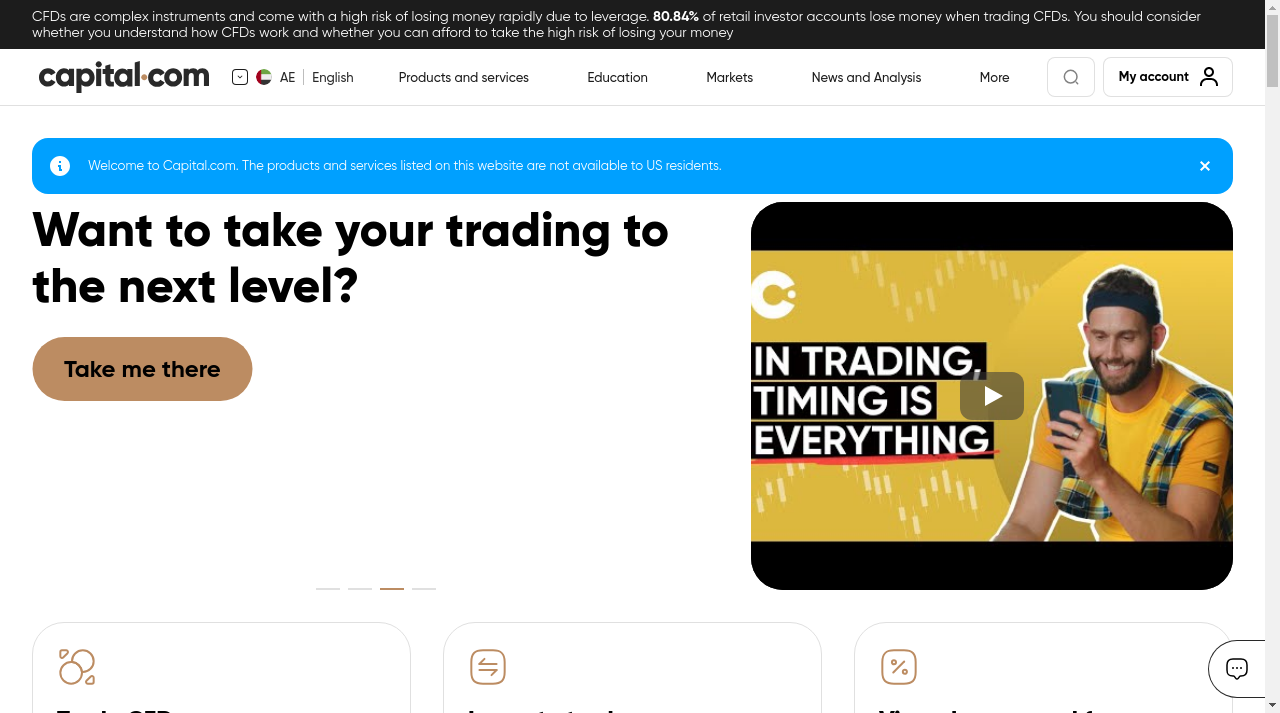 CFDs are complex instruments and come with a high risk of losing money rapidly due to leverage. 80.84% of retail investor accounts lose money when trading CFDs. You should consider
whether you understand how CFDs work and whether you can afford to take the high risk of losing your money
capital.com
AE English
Products and services
Education
Markets
News and Analysis
More
My account
Welcome to Capital.com. The products and services listed on this website are not available to US residents.
Want to take your trading to
the next level?
Take me there
IN TRADING,
TIMING IS
EVERYTHING